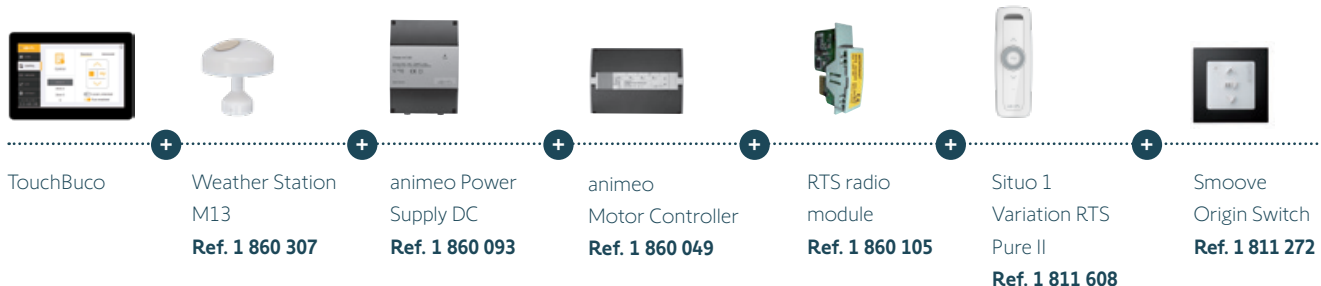 TouchBuco
Weather Station
M13
Ref. 1 860 307
animeo Power
Supply DC
Ref. 1 860 093
animeo
Motor Controller
Ref. 1 860 049
RTS radio
module
Ref. 1 860 105
Situo 1
Variation RTS
Pure II
Ref. 1 811 608
Smoove
Origin Switch
Ref. 1 811 272